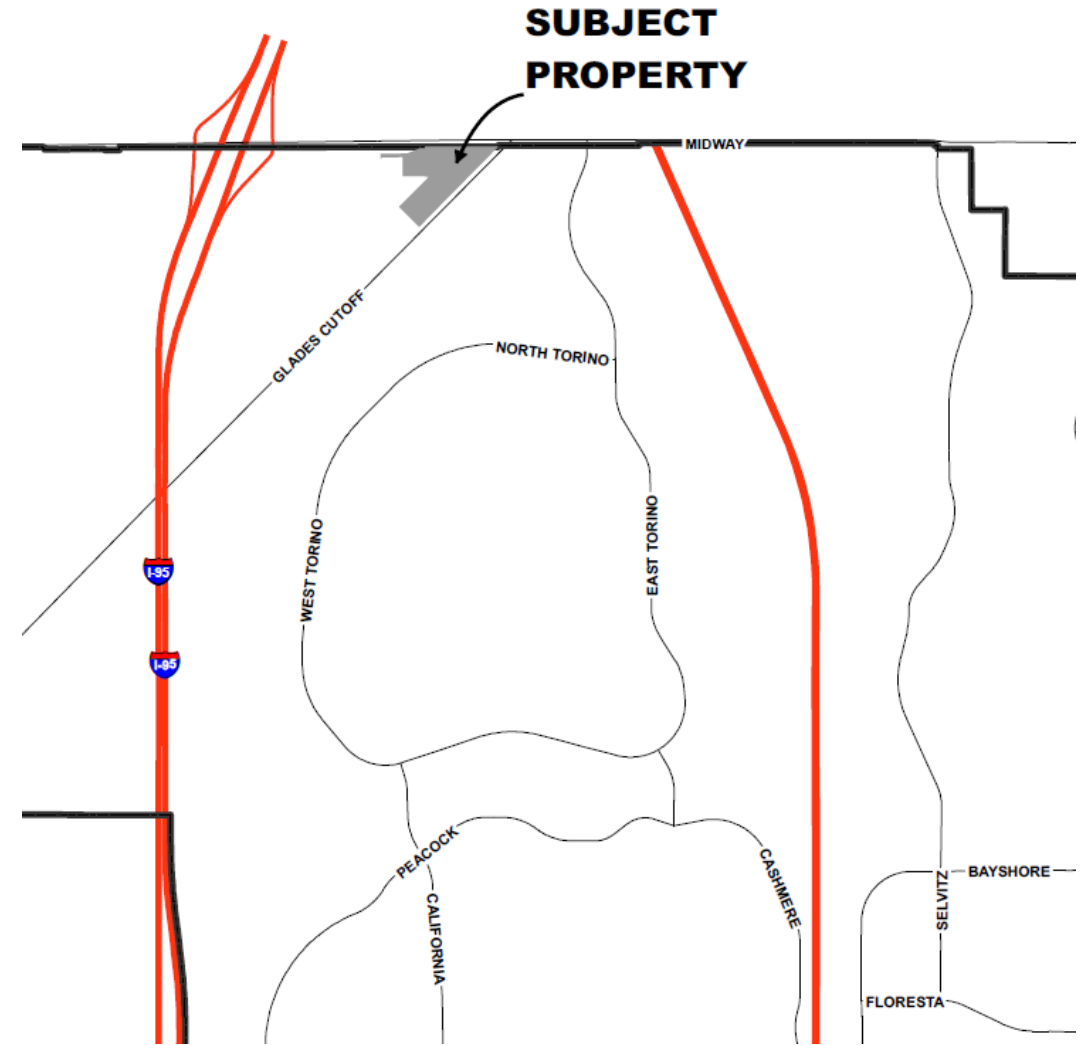 SUBJECT
PROPERTY
MIDWAY
GLADES CUTOFF
NORTH TORINO
WEST TORINO
EAST TORINO
I-95
I-95
PEACOCK
CASHMERE
CALIFORNIA
SELVITZ
BAYSHORE
FLORESTA